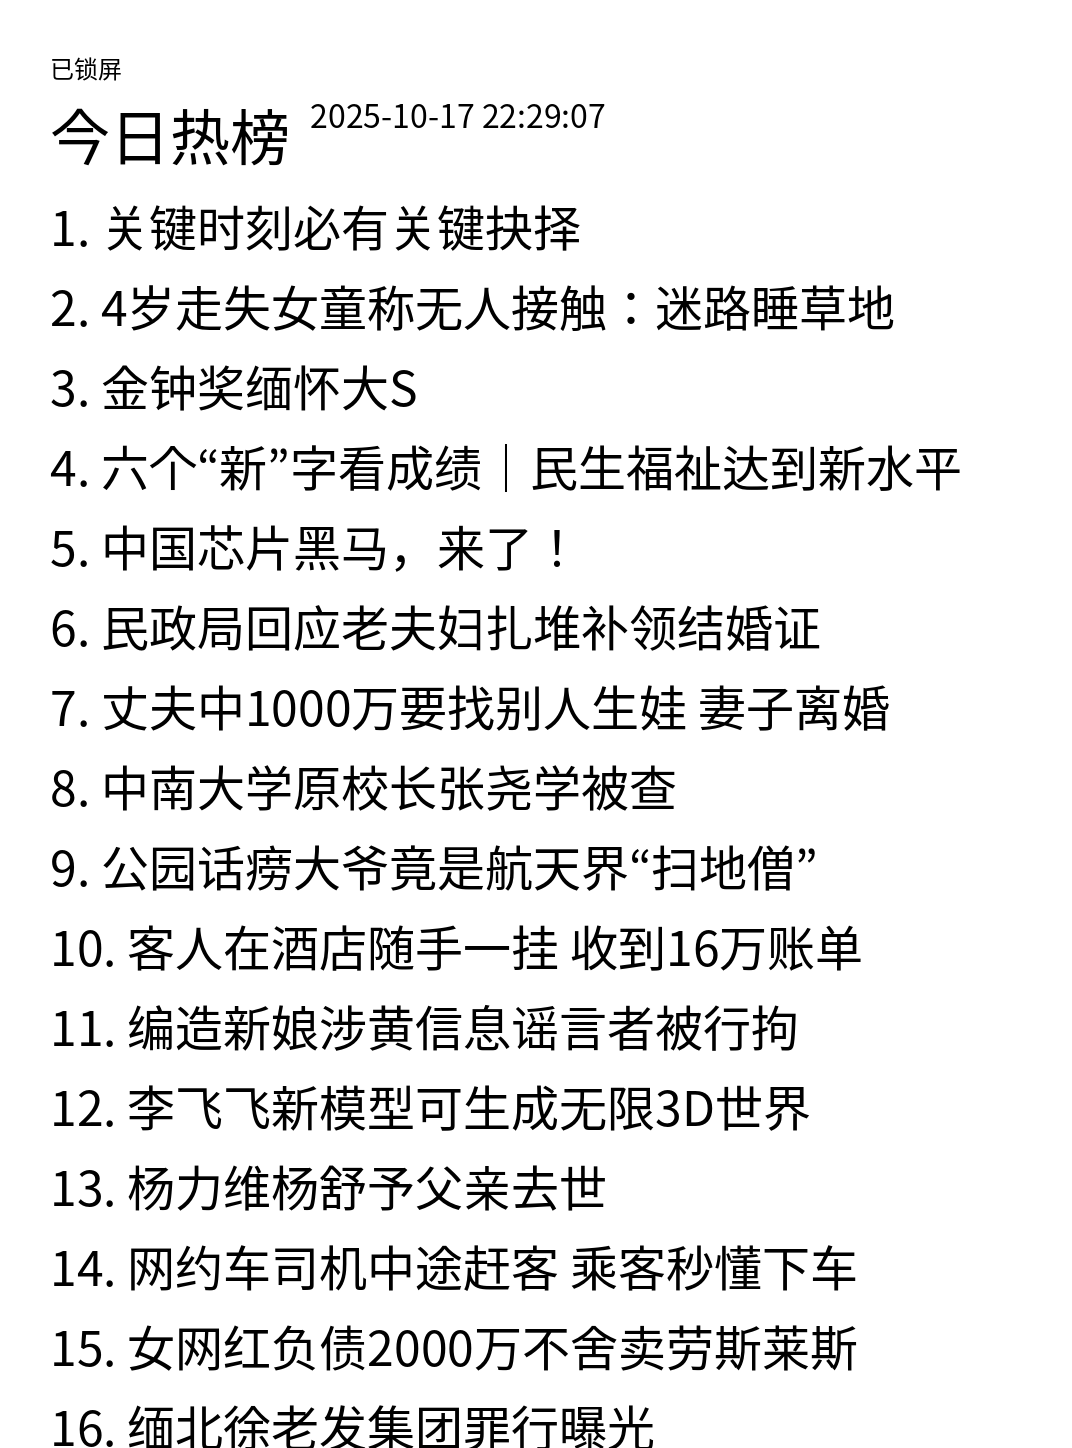 已锁屏
今日热榜 2025-10-17 22:29:07
1. 关键时刻必有关键抉择
2. 4岁走失女童称无人接触：迷路睡草地
3. 金钟奖缅怀大S
4. 六个“新”字看成绩｜民生福祉达到新水平
5. 中国芯片黑马，来了！
6. 民政局回应老夫妇扎堆补领结婚证
7. 丈夫中1000万要找别人生娃 妻子离婚
8. 中南大学原校长张尧学被查
9. 公园话痨大爷竟是航天界“扫地僧”
10. 客人在酒店随手一挂 收到16万账单
11. 编造新娘涉黄信息谣言者被行拘
12. 李飞飞新模型可生成无限3D世界
13. 杨力维杨舒予父亲去世
14. 网约车司机中途赶客 乘客秒懂下车
15. 女网红负债2000万不舍卖劳斯莱斯
16. 缅北徐老发集团罪行曝光